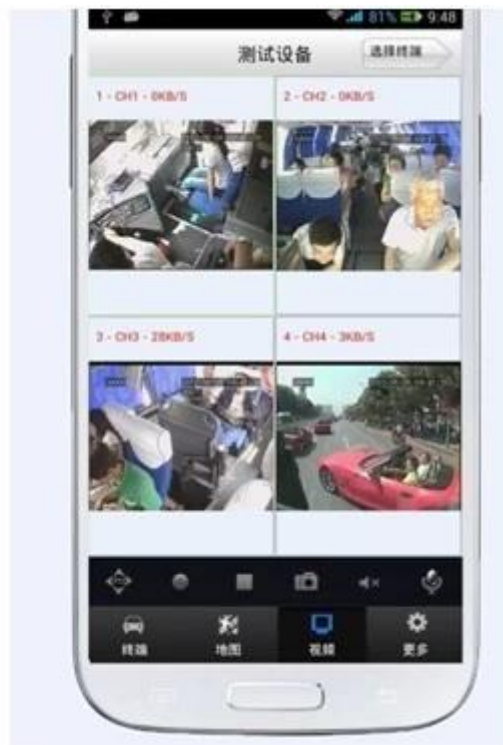 81% 9:48
测试设备 选择终端
1 - CH1 - 0KB/S
2 - CH2 - 0KB/S
3 - CH3 - 28KB/S
4 - CH4 - 3KB/S
终端 地图 视频 更多